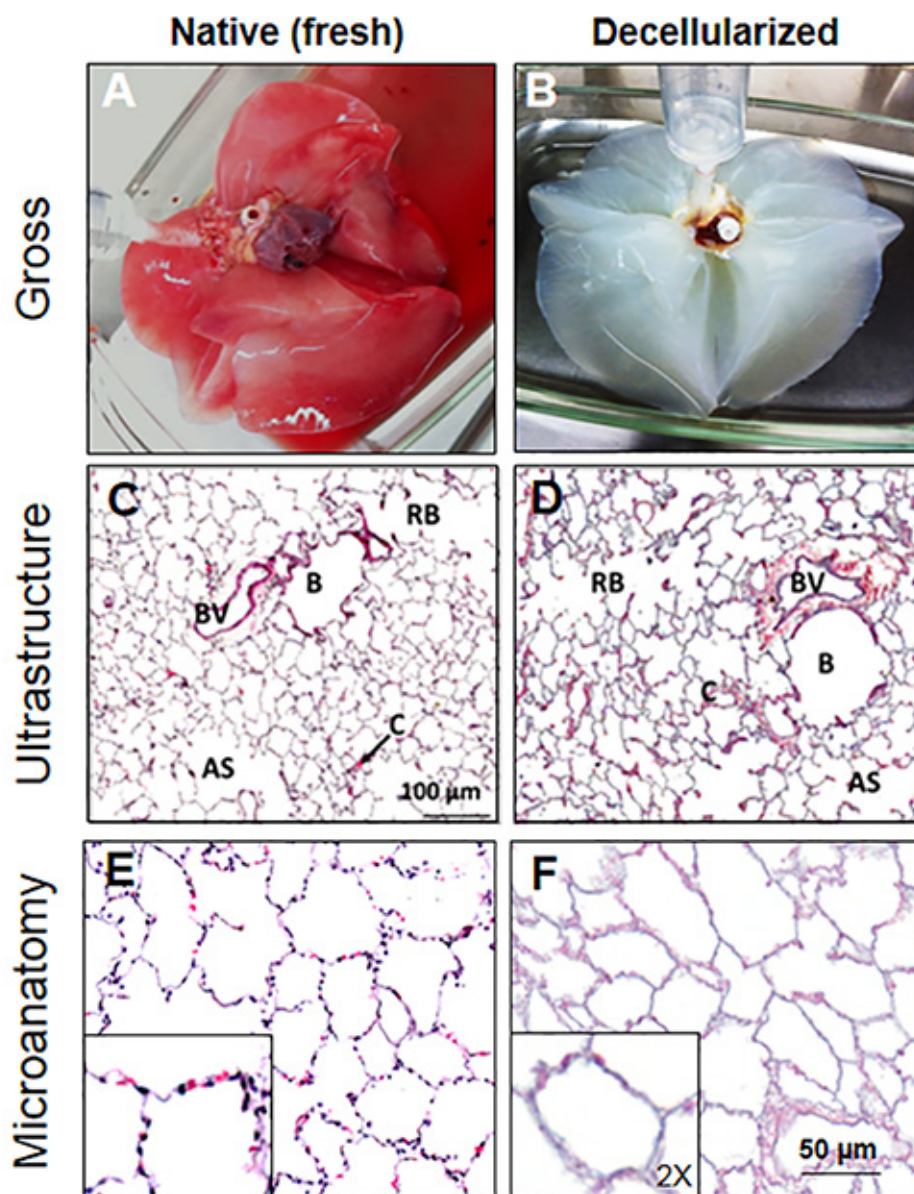 Native (fresh) Decellularized
Gross
A
B
Ultrastructure
C
RB
B
BV
C
AS
100 µm
D
RB
BV
B
C
AS
Microanatomy
E
F
2X
50 µm